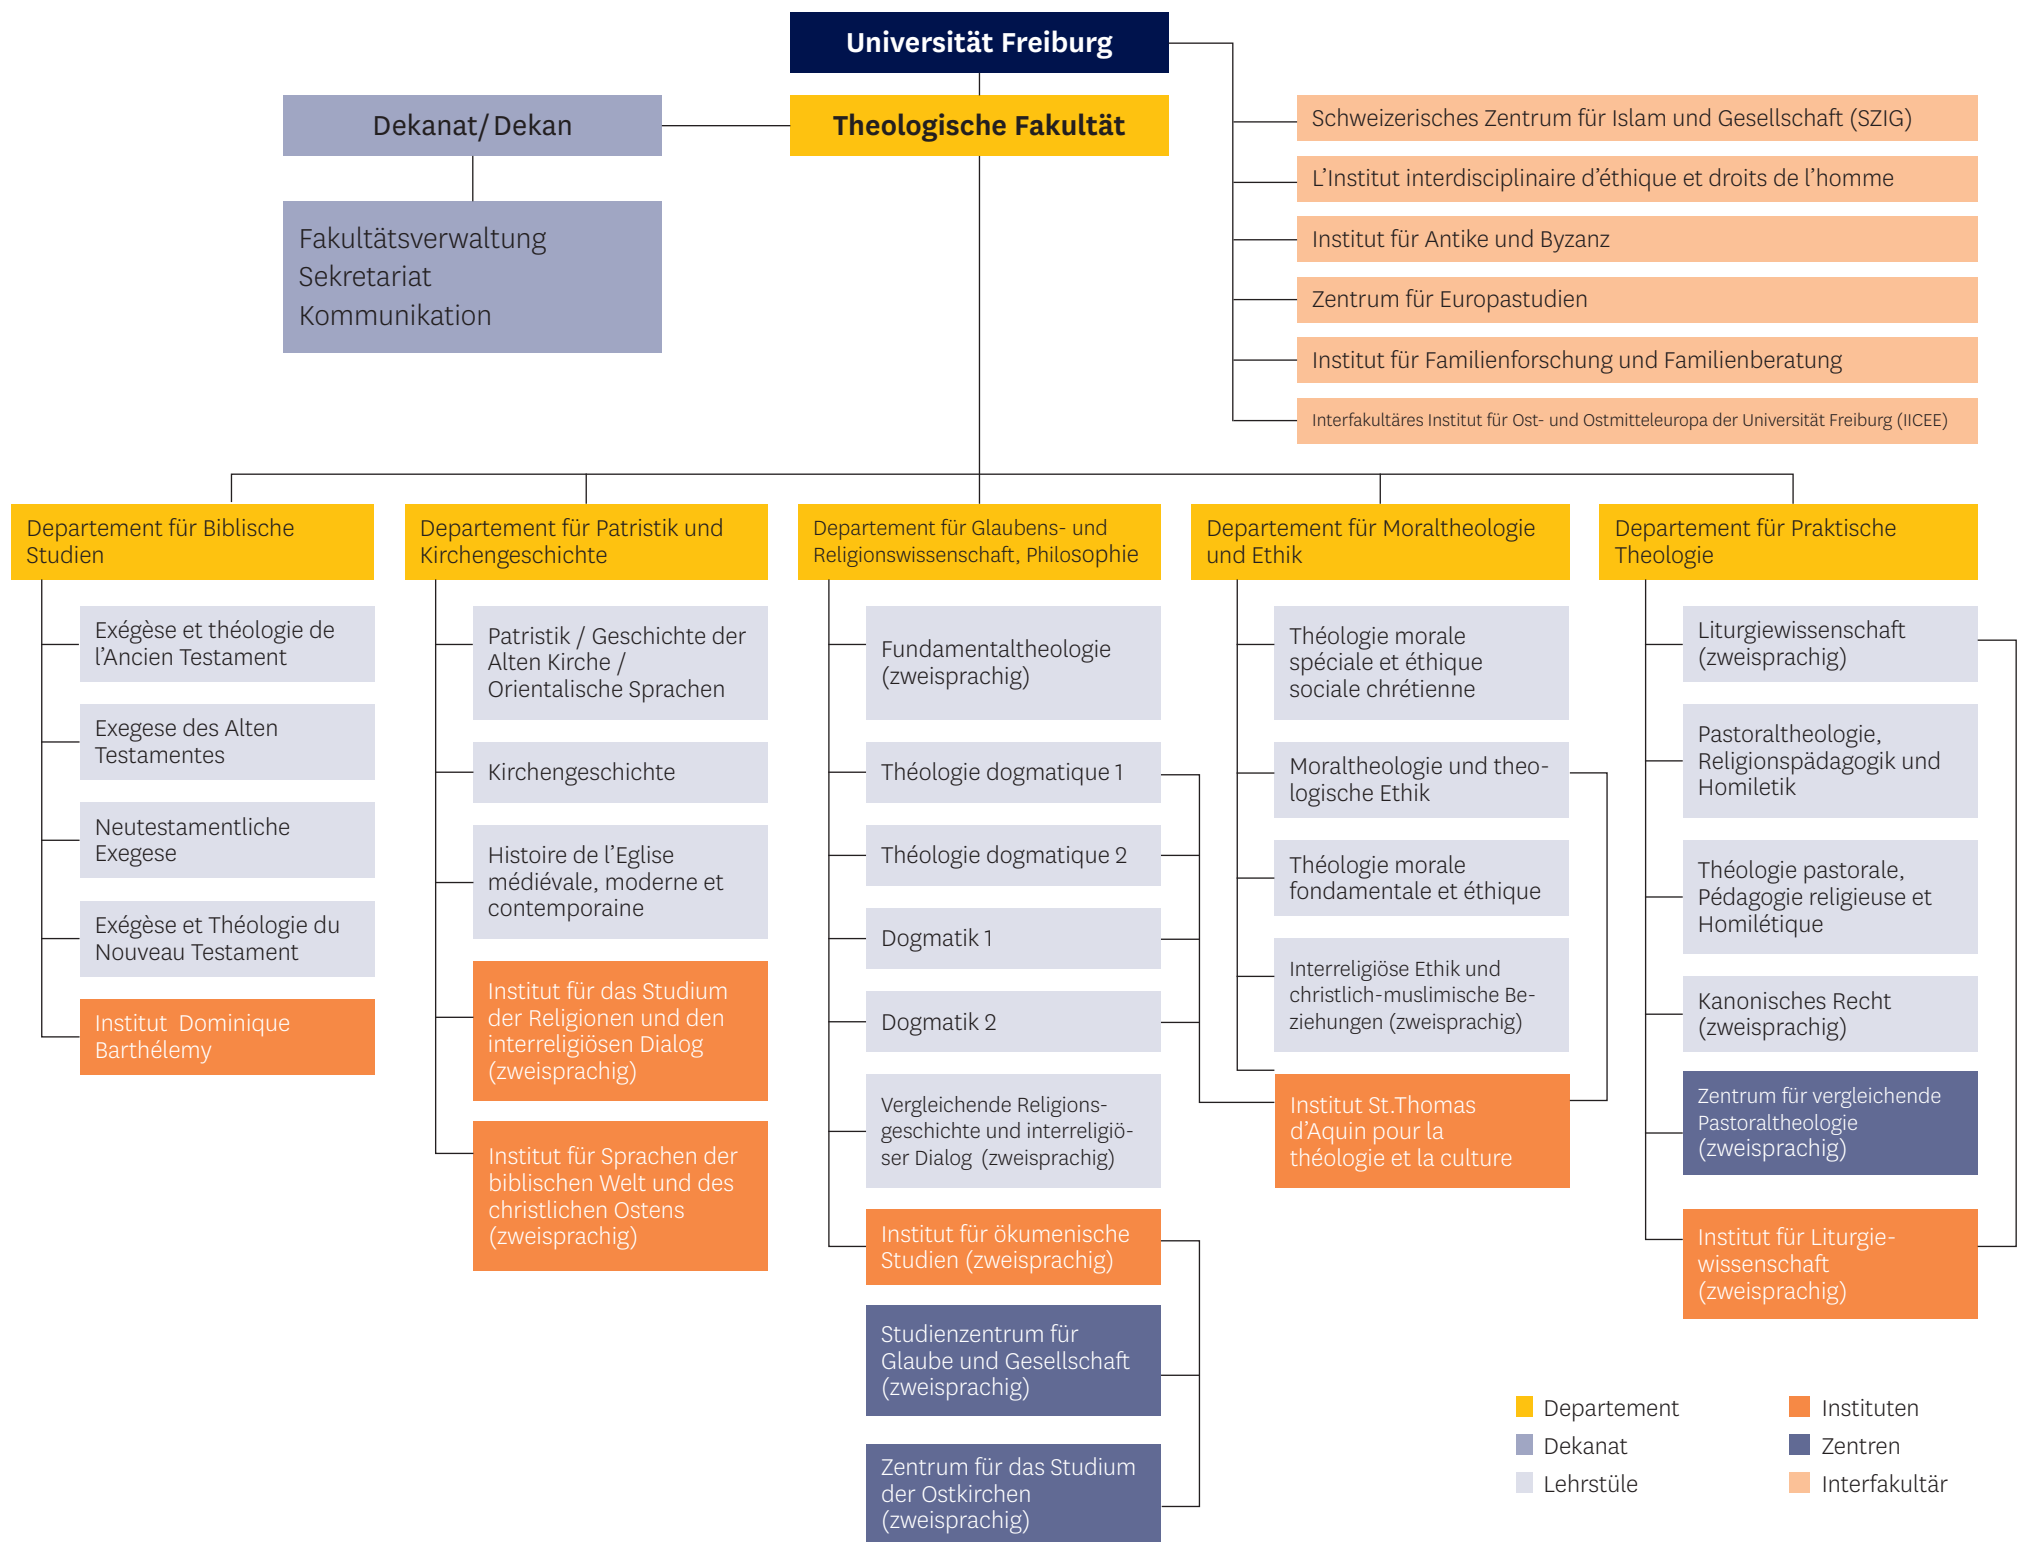 Universität Freiburg
Dekanat/Dekan
Theologische Fakultät
Fakultätsverwaltung
Sekretariat
Kommunikation
Schweizerisches Zentrum für Islam und Gesellschaft (SZIG)
L’Institut interdisciplinaire d’éthique et droits de l’homme
Institut für Antike und Byzanz
Zentrum für Europastudien
Institut für Familienforschung und Familienberatung
Interfakultäres Institut für Ost- und Ostmitteleuropa der Universität Freiburg (IICEE)
Departement für Biblische
Studien
Exégèse et théologie de
l’Ancien Testament
Exegese des Alten
Testamentes
Neutestamentliche
Exegese
Exégèse et Théologie du
Nouveau Testament
Institut Dominique
Barthélemy
Departement für Patristik und
Kirchengeschichte
Patristik / Geschichte der
Alten Kirche /
Orientalische Sprachen
Kirchengeschichte
Histoire de l’Eglise
médiévale, moderne et
contemporaine
Institut für das Studium
der Religionen und den
interreligiösen Dialog
(zweisprachig)
Institut für Sprachen der
biblischen Welt und des
christlichen Ostens
(zweisprachig)
Departement für Glaubens- und
Religionswissenschaft, Philosophie
Fundamentaltheologie
(zweisprachig)
Théologie dogmatique 1
Théologie dogmatique 2
Dogmatik 1
Dogmatik 2
Vergleichende Religions-
geschichte und interreligiö-
ser Dialog (zweisprachig)
Institut für ökumenische
Studien (zweisprachig)
Studienzentrum für
Glaube und Gesellschaft
(zweisprachig)
Zentrum für das Studium
der Ostkirchen
(zweisprachig)
Departement für Moraltheologie
und Ethik
Théologie morale
spéciale et éthique
sociale chrétienne
Moraltheologie und theo-
logische Ethik
Théologie morale
fondamentale et éthique
Interreligiöse Ethik und
christlich-muslimische Be-
ziehungen (zweisprachig)
Institut St.Thomas
d’Aquin pour la
théologie et la culture
Departement für Praktische
Theologie
Liturgiewissenschaft
(zweisprachig)
Pastoraltheologie,
Religionspädagogik und
Homiletik
Théologie pastorale,
Pédagogie religieuse et
Homilétique
Kanonisches Recht
(zweisprachig)
Zentrum für vergleichende
Pastoraltheologie
(zweisprachig)
Institut für Liturgie-
wissenschaft
(zweisprachig)
Departement
Dekanat
Lehrstüle
Instituten
Zentren
Interfakultär